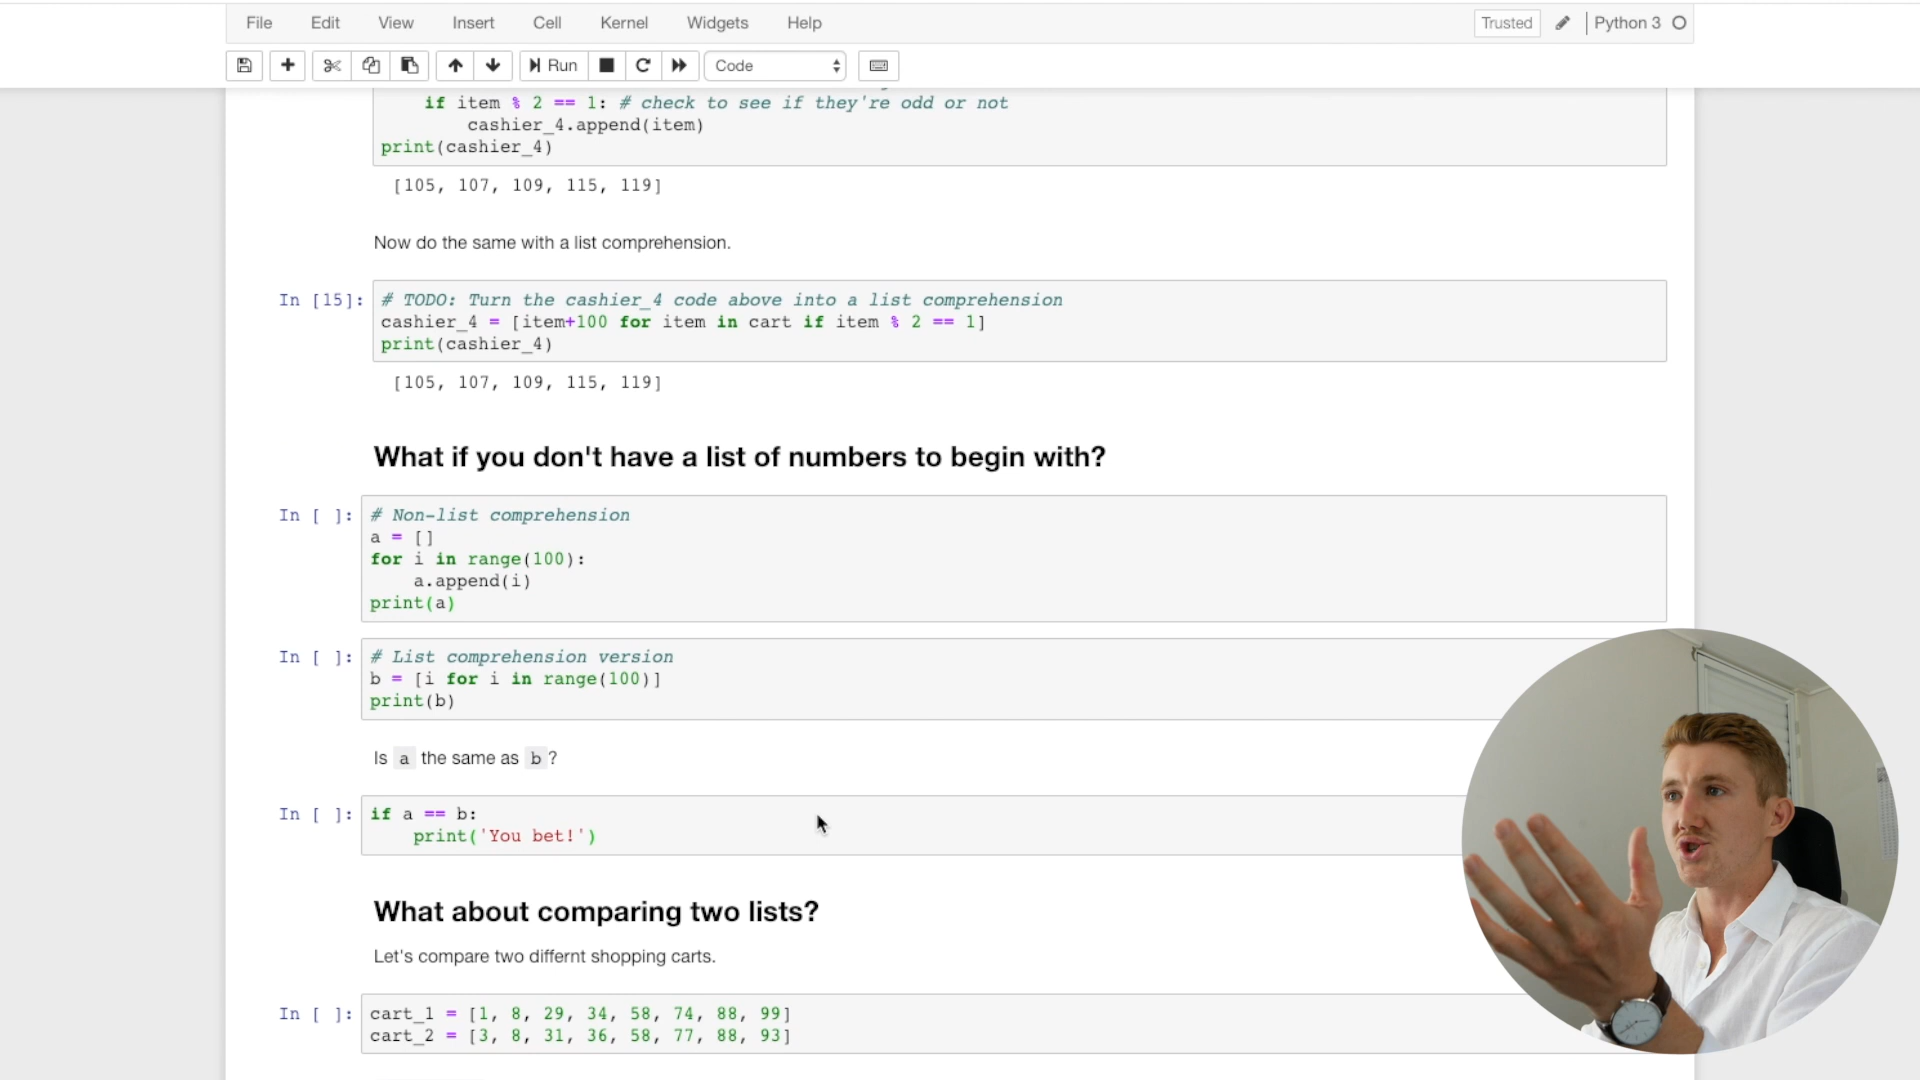 File Edit View Insert Cell Kernel Widgets Help Trusted Python 3
Run Code
if item % 2 == 1: # check to see if they're odd or not
cashier_4.append(item)
print(cashier_4)
[105, 107, 109, 115, 119]
Now do the same with a list comprehension.
In [15]: # TODO: Turn the cashier_4 code above into a list comprehension
cashier_4 = [item+100 for item in cart if item % 2 == 1]
print(cashier_4)
[105, 107, 109, 115, 119]
What if you don't have a list of numbers to begin with?
In [ ]: # Non-list comprehension
a = []
for i in range(100):
a.append(i)
print(a)
In [ ]: # List comprehension version
b = [i for i in range(100)]
print(b)
Is a the same as b?
In [ ]: if a == b:
print('You bet!')
What about comparing two lists?
Let's compare two differnt shopping carts.
In [ ]: cart_1 = [1, 8, 29, 34, 58, 74, 88, 99]
cart_2 = [3, 8, 31, 36, 58, 77, 88, 93]